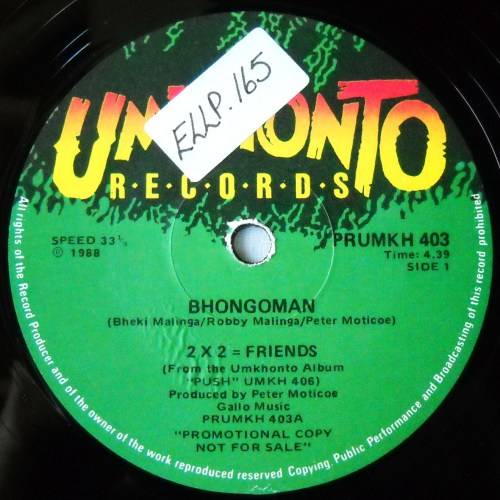 UMKHONTO
R·E·C·O·R·D·S
ELLP.165
SPEED 33⅓
℗ 1988
PRUMKH 403
Time: 4.39
SIDE 1
BHONGOMAN
(Bheki Malinga/Robby Malinga/Peter Moticoe)
2 X 2 = FRIENDS
(From the Umkhonto Album
"PUSH" UMKH 406)
Produced by Peter Moticoe
Gallo Music
PRUMKH 403A
"PROMOTIONAL COPY
NOT FOR SALE"
All rights of the Record Producer and of the owner of the work reproduced reserved Copying, Public Performance and Broadcasting of this record prohibited